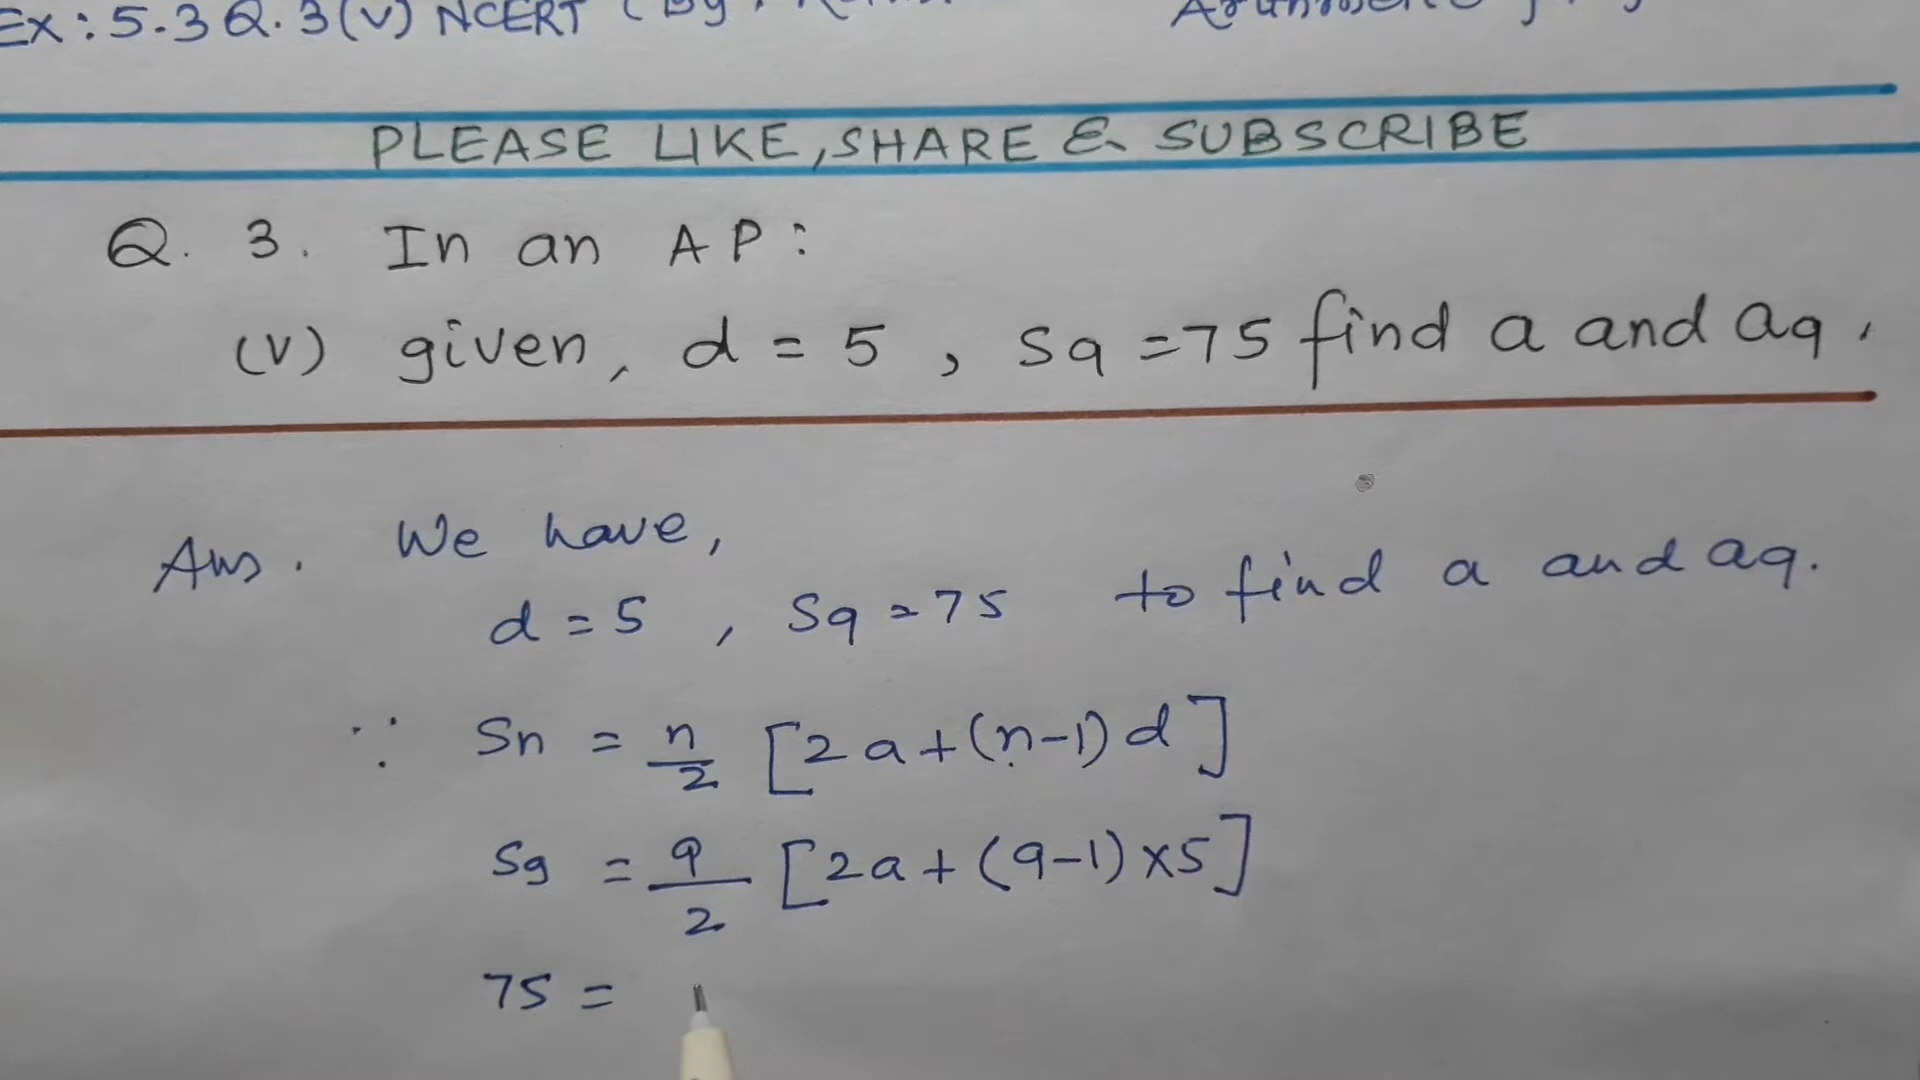 Ex: 5.3 Q.3(V) NCERT (By:
PLEASE LIKE, SHARE & SUBSCRIBE
Q. 3. In an AP:
(V) given, d = 5, S9 = 75 find a and a9.
Ans. We have,
d = 5, S9 = 75 to find a and a9.
∵ Sn = n/2 [2a+(n-1)d]
S9 = 9/2 [2a+(9-1)×5]
75 =